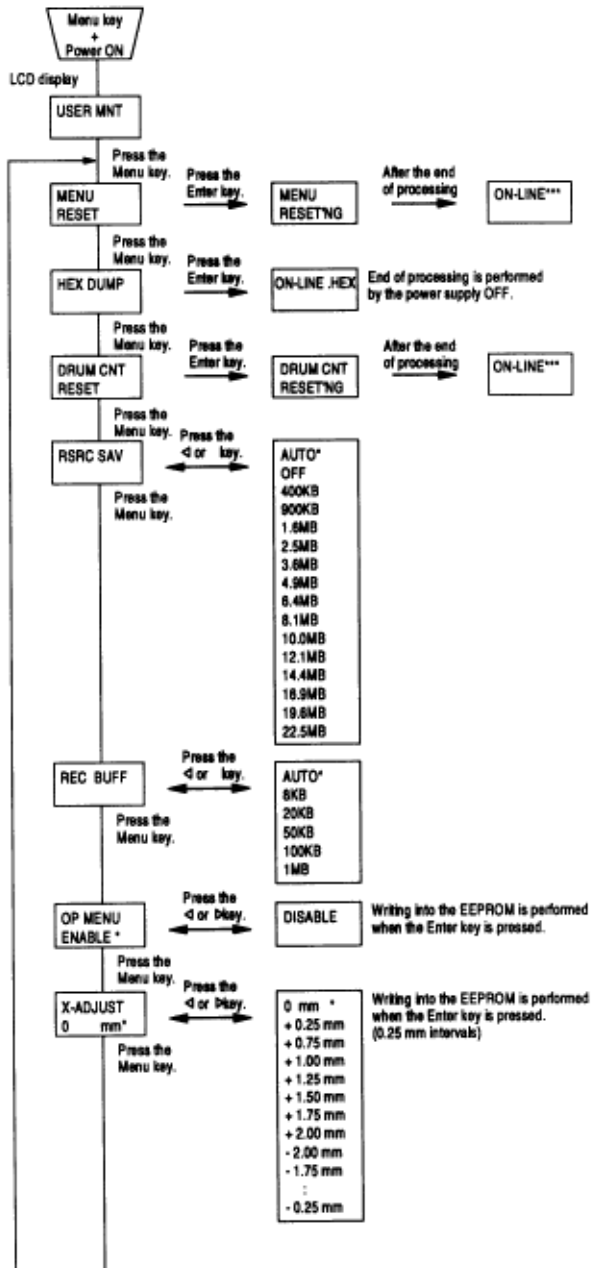 Menu key
+
Power ON
LCD display
USER MNT
Press the
Menu key.
MENU
RESET
Press the
Enter key.
MENU
RESET'NG
After the end
of processing
ON-LINE***
Press the
Menu key.
HEX DUMP
Press the
Enter key.
ON-LINE .HEX
End of processing is performed
by the power supply OFF.
Press the
Menu key.
DRUM CNT
RESET
Press the
Enter key.
DRUM CNT
RESET'NG
After the end
of processing
ON-LINE***
Press the
Menu key.
RSRC SAV
Press the
◁ or key.
AUTO*
OFF
400KB
900KB
1.6MB
2.5MB
3.6MB
4.9MB
6.4MB
8.1MB
10.0MB
12.1MB
14.4MB
16.9MB
19.6MB
22.5MB
Press the
Menu key.
REC BUFF
Press the
◁ or key.
AUTO*
8KB
20KB
50KB
100KB
1MB
Press the
Menu key.
OP MENU
ENABLE *
Press the
◁ or ▷key.
DISABLE
Writing into the EEPROM is performed
when the Enter key is pressed.
Press the
Menu key.
X-ADJUST
0 mm*
Press the
◁ or ▷key.
0 mm *
+ 0.25 mm
+ 0.75 mm
+ 1.00 mm
+ 1.25 mm
+ 1.50 mm
+ 1.75 mm
+ 2.00 mm
- 2.00 mm
- 1.75 mm
:
- 0.25 mm
Writing into the EEPROM is performed
when the Enter key is pressed.
(0.25 mm intervals)
Press the
Menu key.